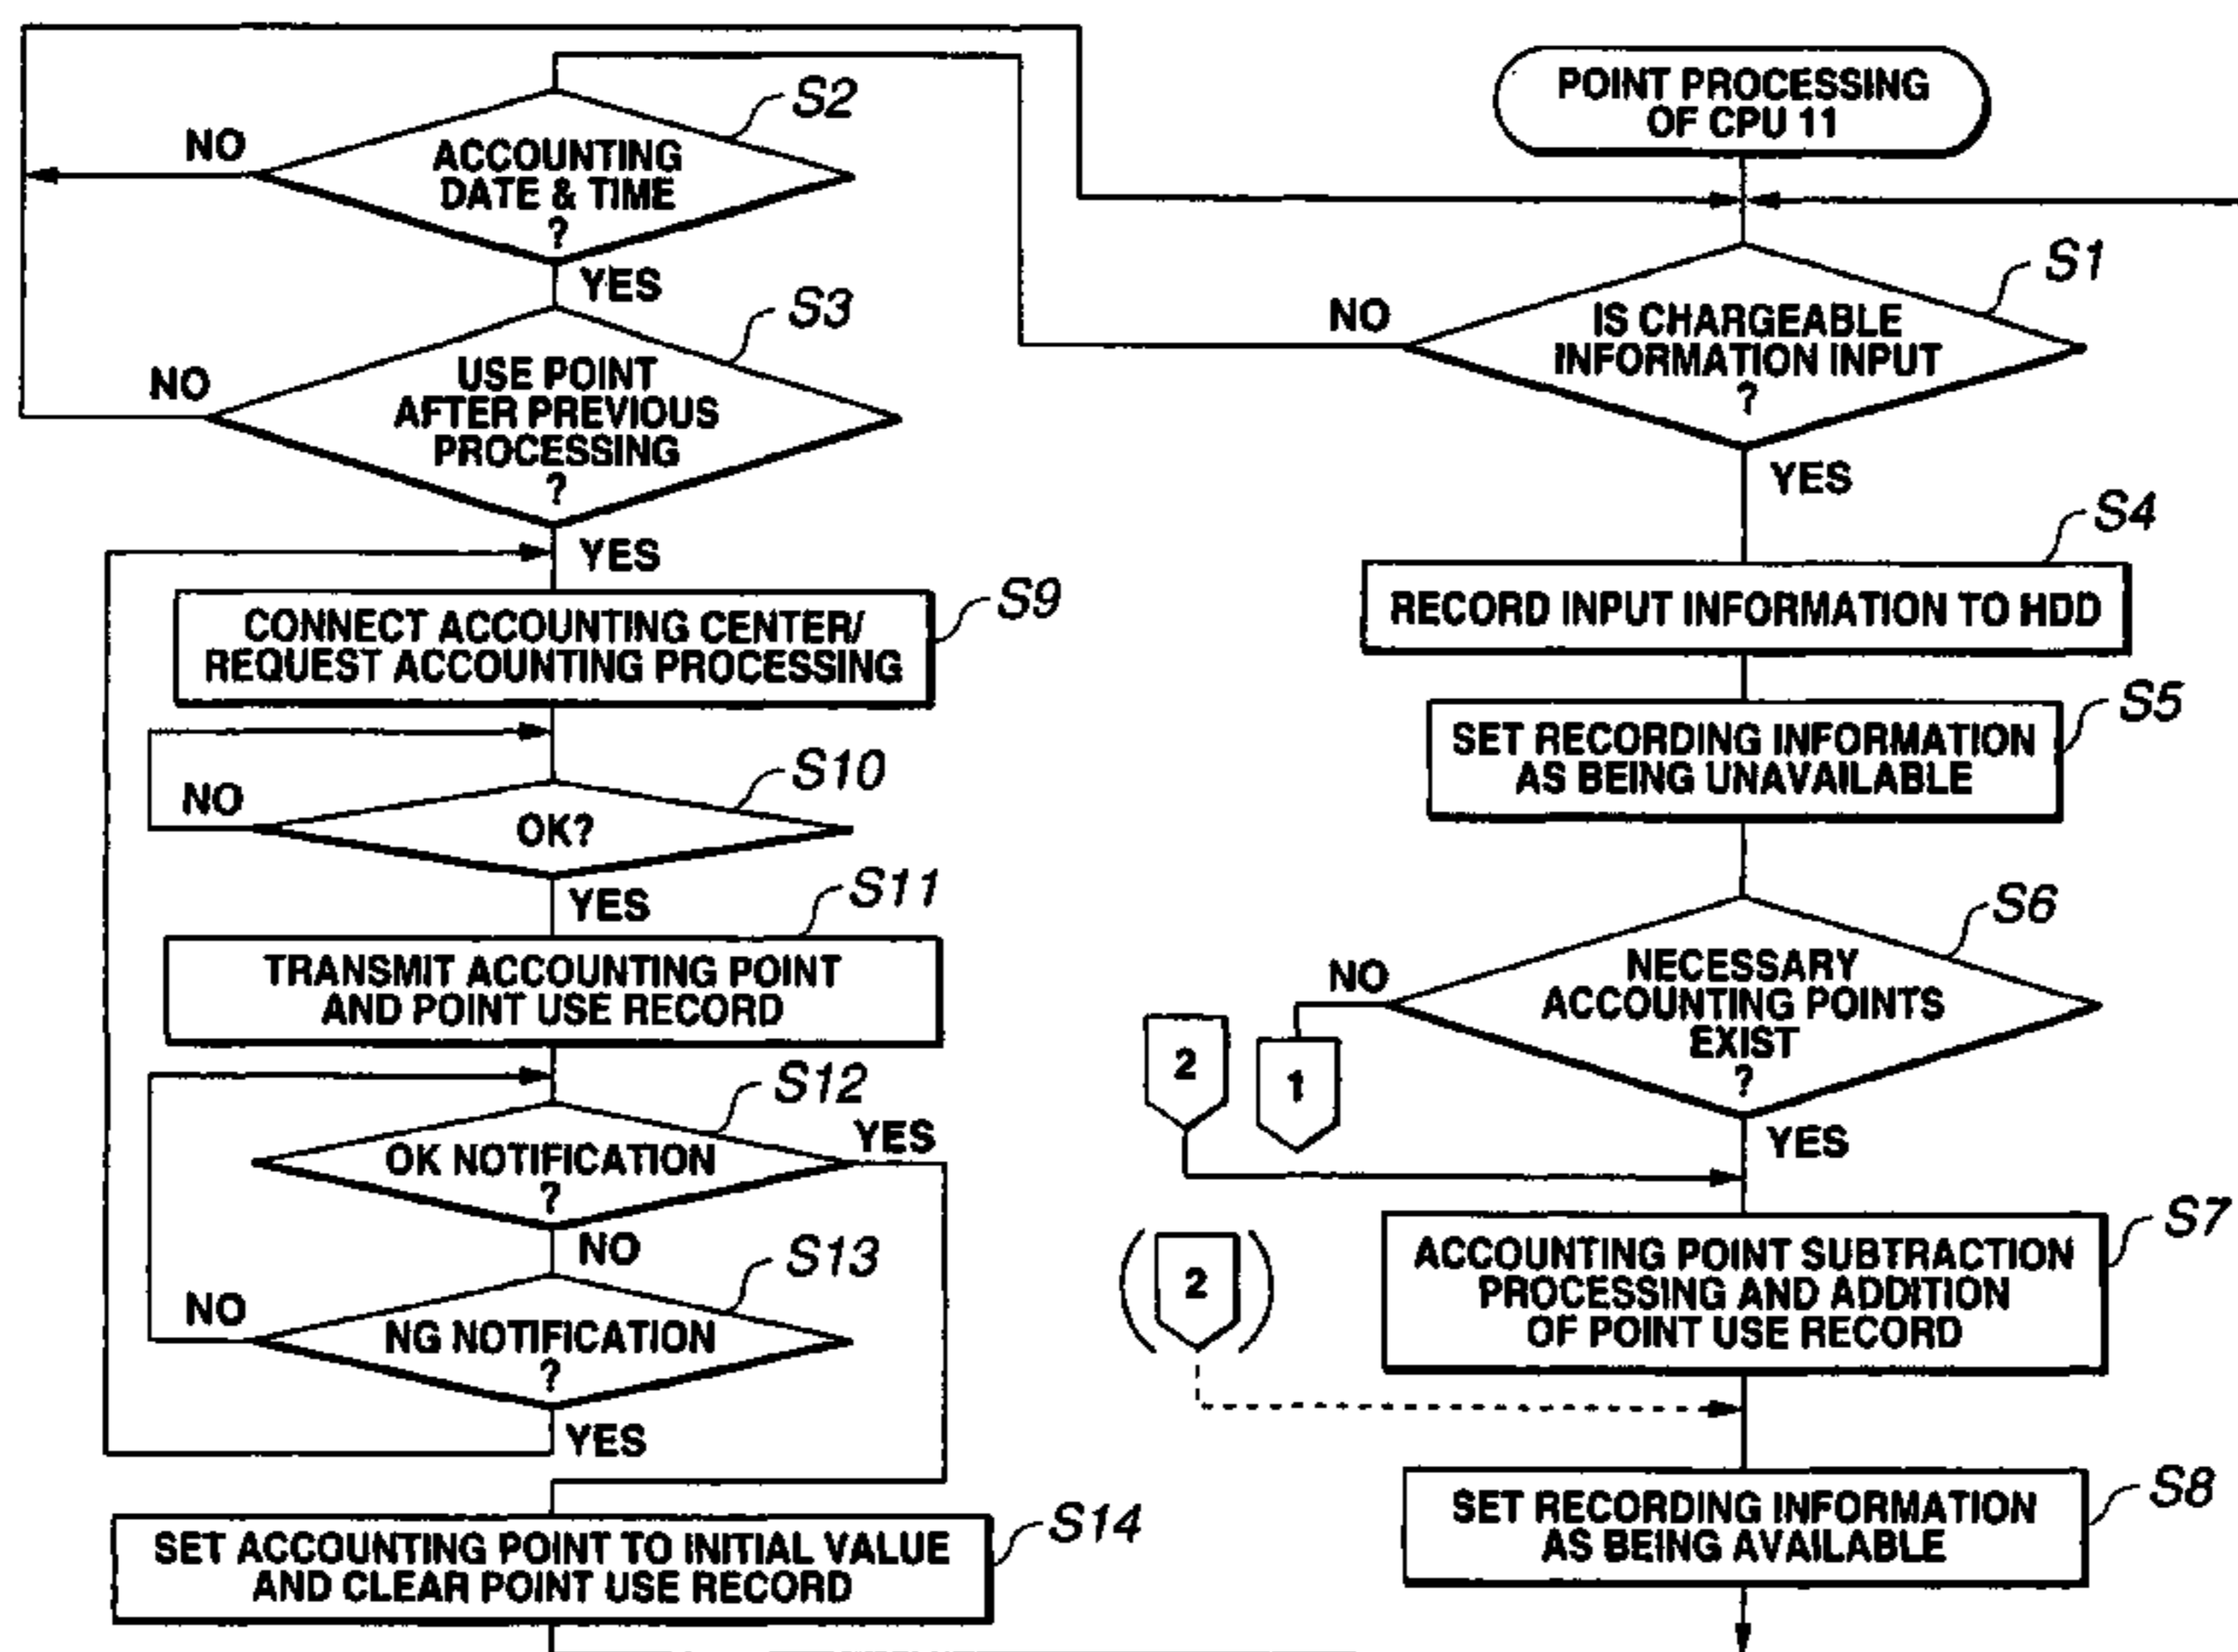 POINT PROCESSING
OF CPU 11
S1
IS CHARGEABLE
INFORMATION INPUT
?
NO
YES
S2
ACCOUNTING
DATE & TIME
?
NO
YES
S3
USE POINT
AFTER PREVIOUS
PROCESSING
?
NO
YES
S9
CONNECT ACCOUNTING CENTER/
REQUEST ACCOUNTING PROCESSING
S10
OK?
NO
YES
S11
TRANSMIT ACCOUNTING POINT
AND POINT USE RECORD
S12
OK NOTIFICATION
?
YES
NO
S13
NG NOTIFICATION
?
NO
YES
S14
SET ACCOUNTING POINT TO INITIAL VALUE
AND CLEAR POINT USE RECORD
S4
RECORD INPUT INFORMATION TO HDD
S5
SET RECORDING INFORMATION
AS BEING UNAVAILABLE
S6
NECESSARY
ACCOUNTING POINTS
EXIST
?
NO
YES
2
1
S7
ACCOUNTING POINT SUBTRACTION
PROCESSING AND ADDITION
OF POINT USE RECORD
(2)
S8
SET RECORDING INFORMATION
AS BEING AVAILABLE